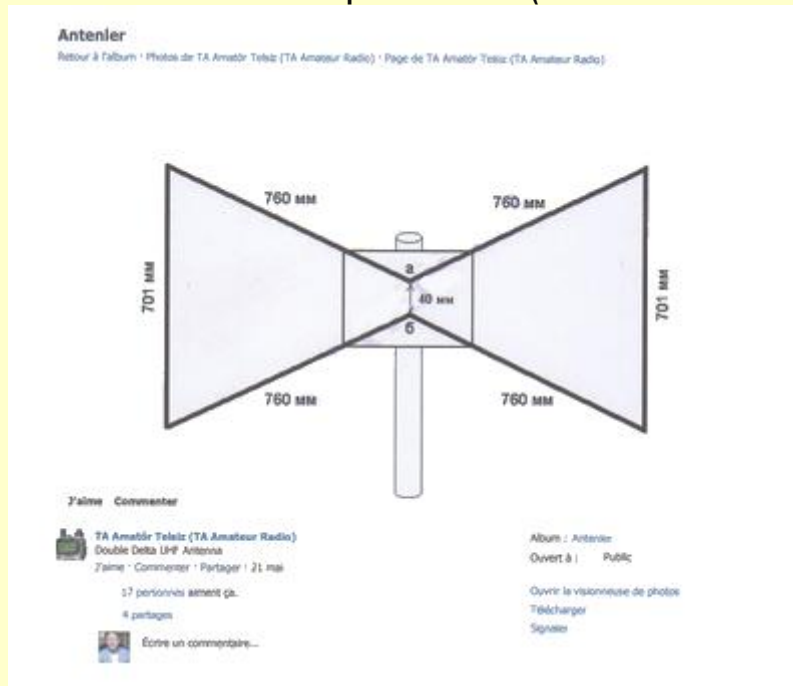 Antenler
Retour à l'album · Photos de TA Amatör Telsiz (TA Amateur Radio) · Page de TA Amatör Telsiz (TA Amateur Radio)
760 мм
760 мм
701 мм
а
40 мм
б
701 мм
760 мм
760 мм
J'aime Commenter
TA Amatör Telsiz (TA Amateur Radio)
Double Delta UHF Antenna
J'aime · Commenter · Partager · 21 mai
17 personnes aiment ça.
4 partages
Écrire un commentaire...
Album : Antenler
Ouvert à : Public
Ouvrir la visionneuse de photos
Télécharger
Signaler